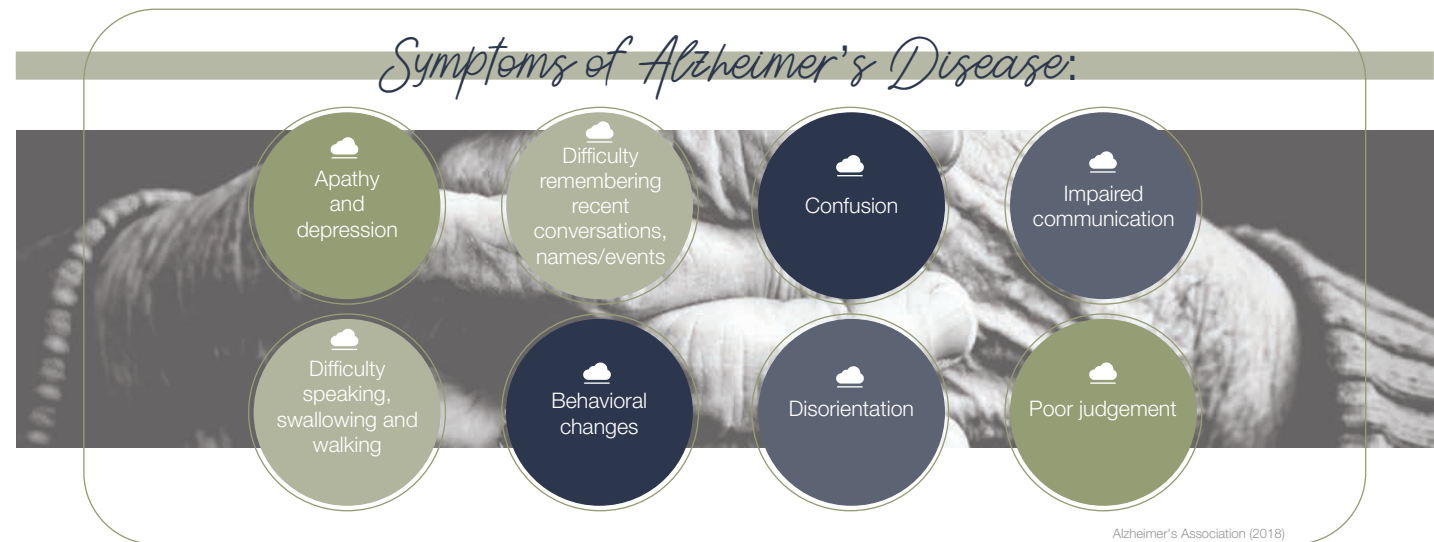 Symptoms of Alzheimer's Disease:
Apathy
and
depression
Difficulty
remembering
recent
conversations,
names/events
Confusion
Impaired
communication
Difficulty
speaking,
swallowing and
walking
Behavioral
changes
Disorientation
Poor judgement
Alzheimer's Association (2018)